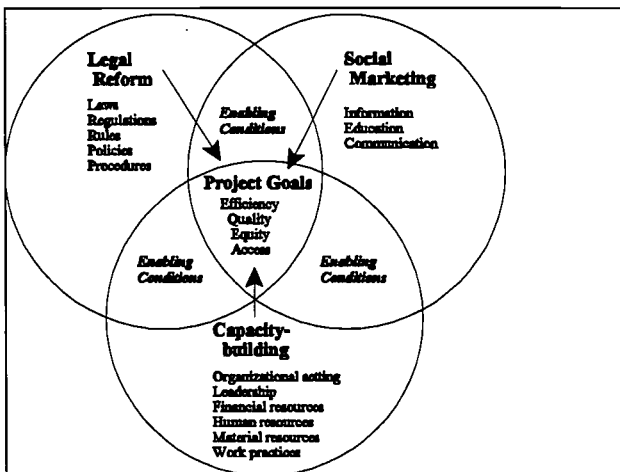 Legal
Reform
Laws
Regulations
Rules
Policies
Procedures
Enabling
Conditions
Social
Marketing
Information
Education
Communication
Project Goals
Efficiency
Quality
Equity
Access
Enabling
Conditions
Enabling
Conditions
Capacity-
building
Organizational setting
Leadership
Financial resources
Human resources
Material resources
Work practices